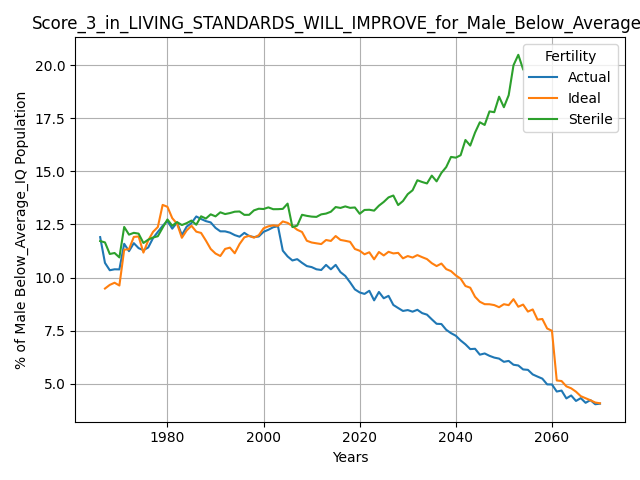 Score_3_in_LIVING_STANDARDS_WILL_IMPROVE_for_Male_Below_Average
Fertility
Actual
Ideal
Sterile
% of Male Below_Average_IQ Population
20.0
17.5
15.0
12.5
10.0
7.5
5.0
1980 2000 2020 2040 2060
Years